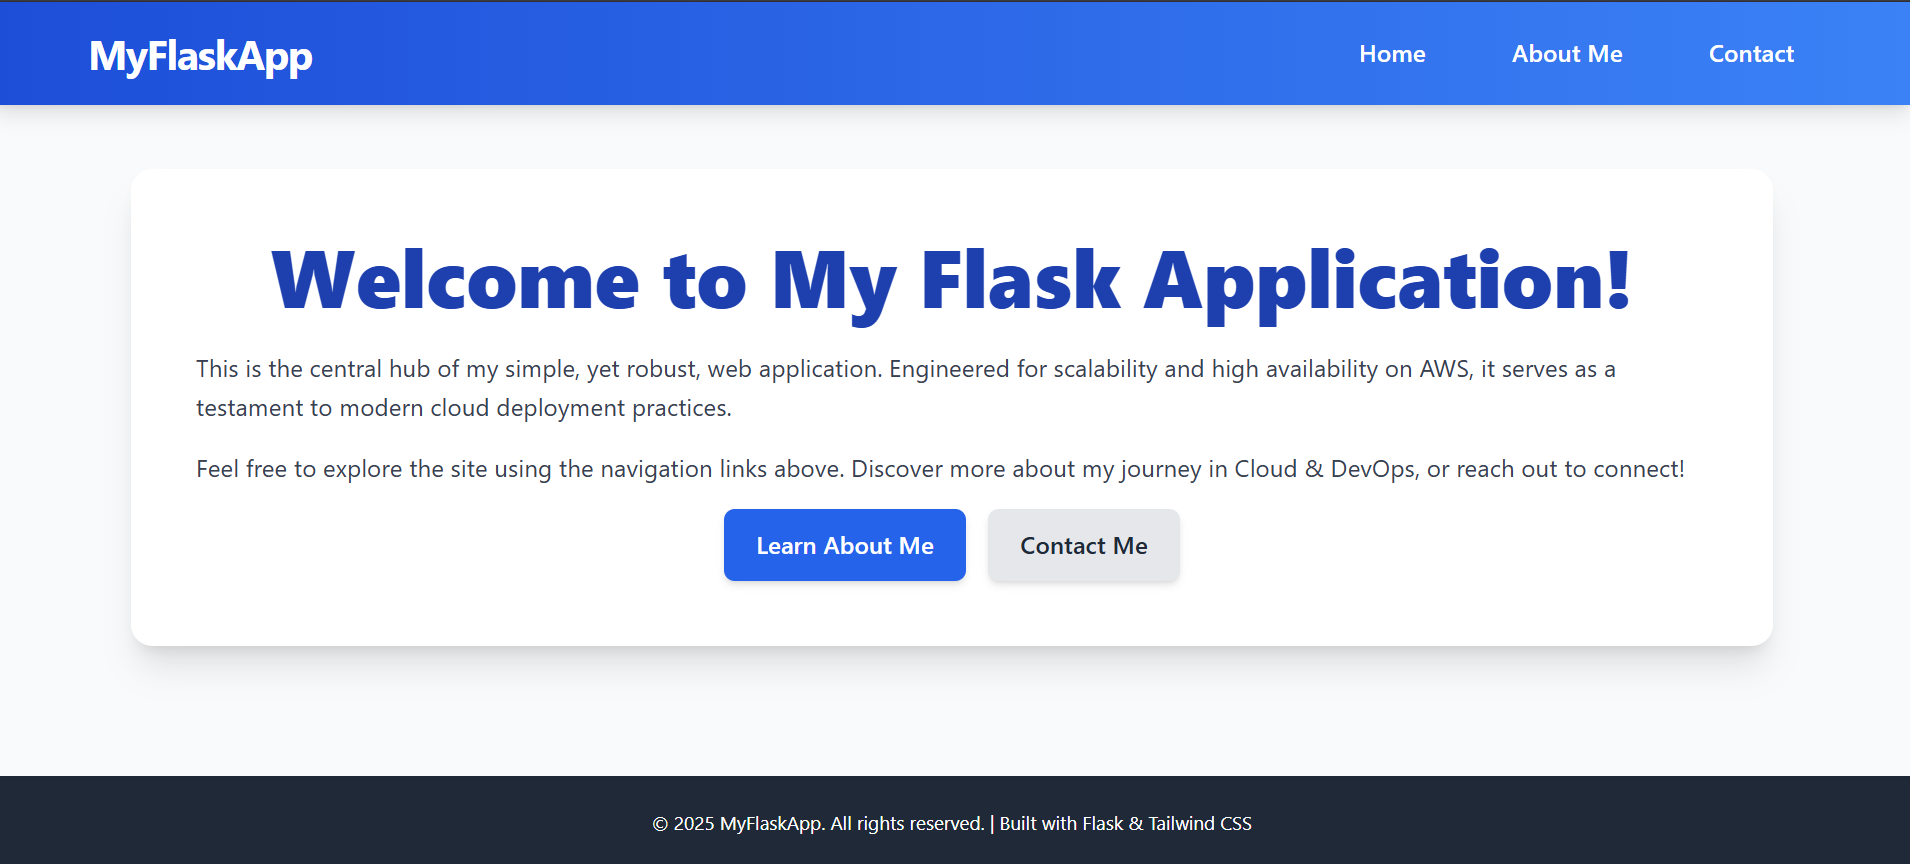 MyFlaskApp
Home
About Me
Contact
Welcome to My Flask Application!
This is the central hub of my simple, yet robust, web application. Engineered for scalability and high availability on AWS, it serves as a
testament to modern cloud deployment practices.
Feel free to explore the site using the navigation links above. Discover more about my journey in Cloud & DevOps, or reach out to connect!
Learn About Me
Contact Me
© 2025 MyFlaskApp. All rights reserved. | Built with Flask & Tailwind CSS